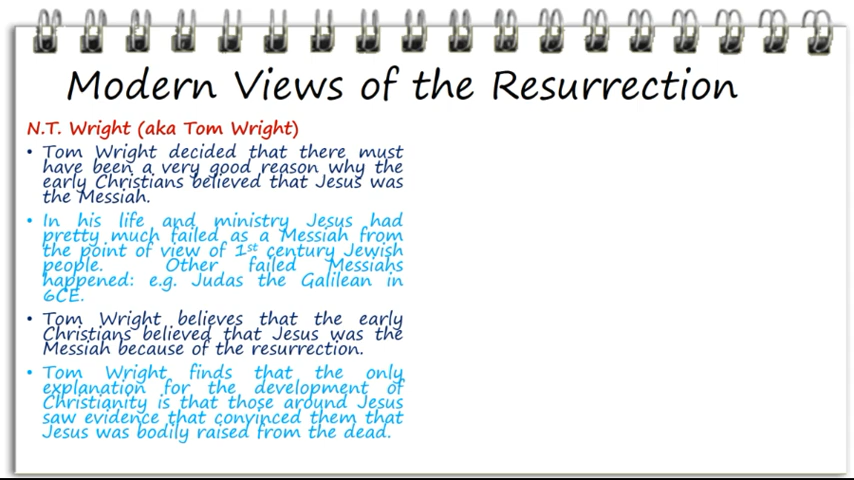 Modern Views of the Resurrection
N.T. Wright (aka Tom Wright)
• Tom Wright decided that there must
have been a very good reason why the
early Christians believed that Jesus was
the Messiah.
• In his life and ministry Jesus had
pretty much failed as a Messiah from
the point of view of 1st century Jewish
people. Other failed Messiahs
happened: e.g. Judas the Galilean in
6CE.
• Tom Wright believes that the early
Christians believed that Jesus was the
Messiah because of the resurrection.
• Tom Wright finds that the only
explanation for the development of
Christianity is that those around Jesus
saw evidence that convinced them that
Jesus was bodily raised from the dead.